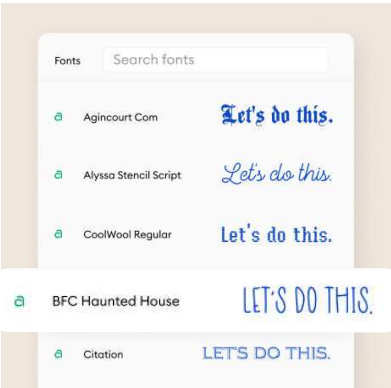 Fonts Search fonts
a Agincourt Com Let's do this.
a Alyssa Stencil Script Let's do this.
a CoolWool Regular Let's do this.
a BFC Haunted House LET'S DO THIS.
a Citation LET'S DO THIS.